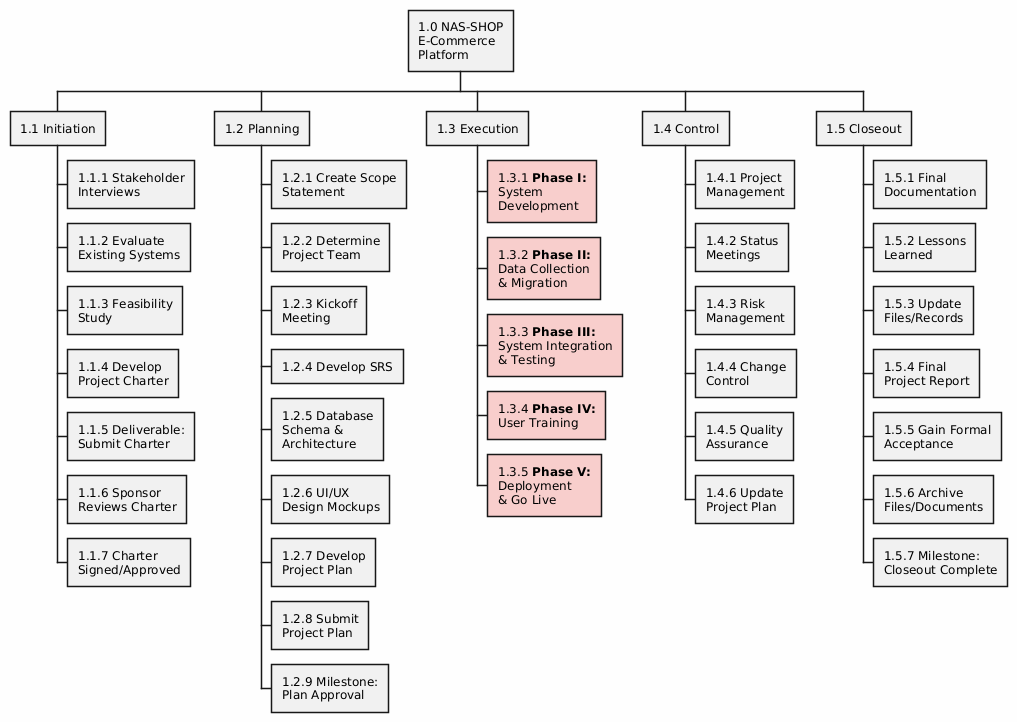 1.0 NAS-SHOP
E-Commerce
Platform
1.1 Initiation
1.1.1 Stakeholder
Interviews
1.1.2 Evaluate
Existing Systems
1.1.3 Feasibility
Study
1.1.4 Develop
Project Charter
1.1.5 Deliverable:
Submit Charter
1.1.6 Sponsor
Reviews Charter
1.1.7 Charter
Signed/Approved
1.2 Planning
1.2.1 Create Scope
Statement
1.2.2 Determine
Project Team
1.2.3 Kickoff
Meeting
1.2.4 Develop SRS
1.2.5 Database
Schema &
Architecture
1.2.6 UI/UX
Design Mockups
1.2.7 Develop
Project Plan
1.2.8 Submit
Project Plan
1.2.9 Milestone:
Plan Approval
1.3 Execution
1.3.1 Phase I:
System
Development
1.3.2 Phase II:
Data Collection
& Migration
1.3.3 Phase III:
System Integration
& Testing
1.3.4 Phase IV:
User Training
1.3.5 Phase V:
Deployment
& Go Live
1.4 Control
1.4.1 Project
Management
1.4.2 Status
Meetings
1.4.3 Risk
Management
1.4.4 Change
Control
1.4.5 Quality
Assurance
1.4.6 Update
Project Plan
1.5 Closeout
1.5.1 Final
Documentation
1.5.2 Lessons
Learned
1.5.3 Update
Files/Records
1.5.4 Final
Project Report
1.5.5 Gain Formal
Acceptance
1.5.6 Archive
Files/Documents
1.5.7 Milestone:
Closeout Complete